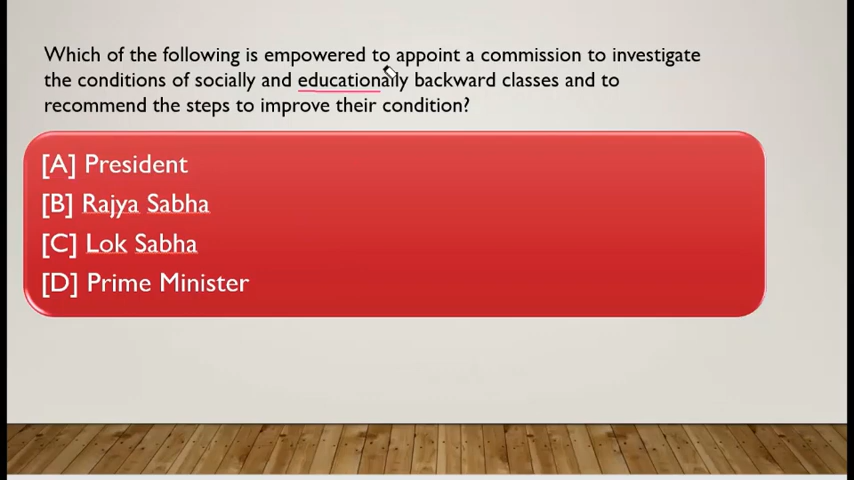 Which of the following is empowered to appoint a commission to investigate
the conditions of socially and educationally backward classes and to
recommend the steps to improve their condition?
[A] President
[B] Rajya Sabha
[C] Lok Sabha
[D] Prime Minister